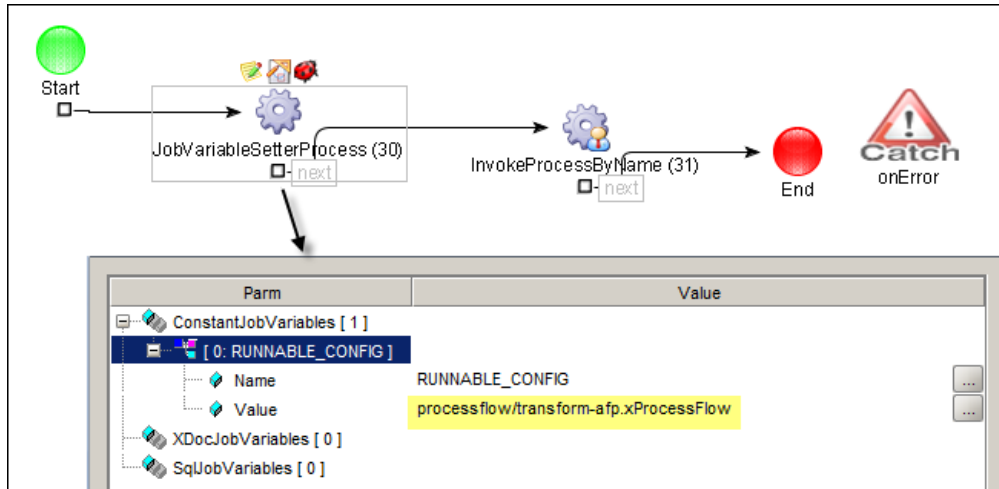 Start
JobVariableSetterProcess (30)
next
InvokeProcessByName (31)
next
End
Catch
onError
Parm Value
ConstantJobVariables [ 1 ]
[ 0: RUNNABLE_CONFIG ]
Name RUNNABLE_CONFIG
...
Value processflow/transform-afp.xProcessFlow
...
XDocJobVariables [ 0 ]
SqlJobVariables [ 0 ]